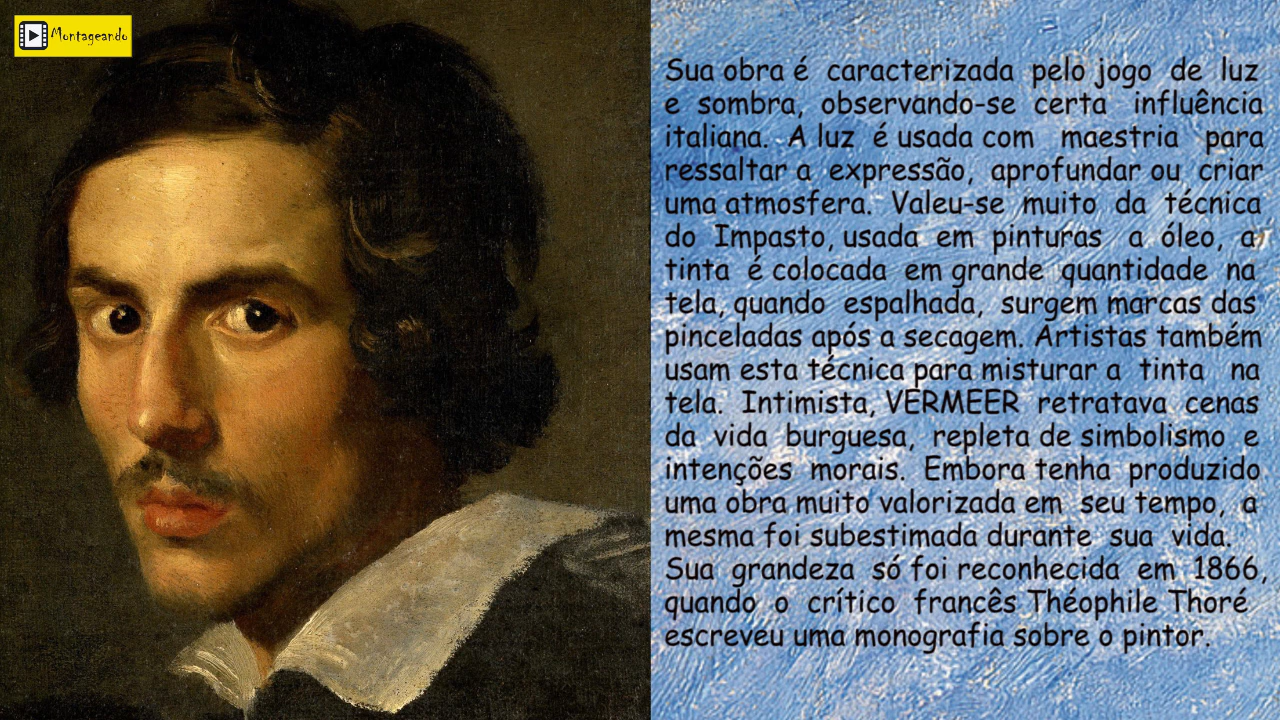 Montageando
Sua obra é caracterizada pelo jogo de luz
e sombra, observando-se certa influência
italiana. A luz é usada com maestria para
ressaltar a expressão, aprofundar ou criar
uma atmosfera. Valeu-se muito da técnica
do Impasto, usada em pinturas a óleo, a
tinta é colocada em grande quantidade na
tela, quando espalhada, surgem marcas das
pinceladas após a secagem. Artistas também
usam esta técnica para misturar a tinta na
tela. Intimista, VERMEER retratava cenas
da vida burguesa, repleta de simbolismo e
intenções morais. Embora tenha produzido
uma obra muito valorizada em seu tempo, a
mesma foi subestimada durante sua vida.
Sua grandeza só foi reconhecida em 1866,
quando o crítico francês Théophile Thoré
escreveu uma monografia sobre o pintor.